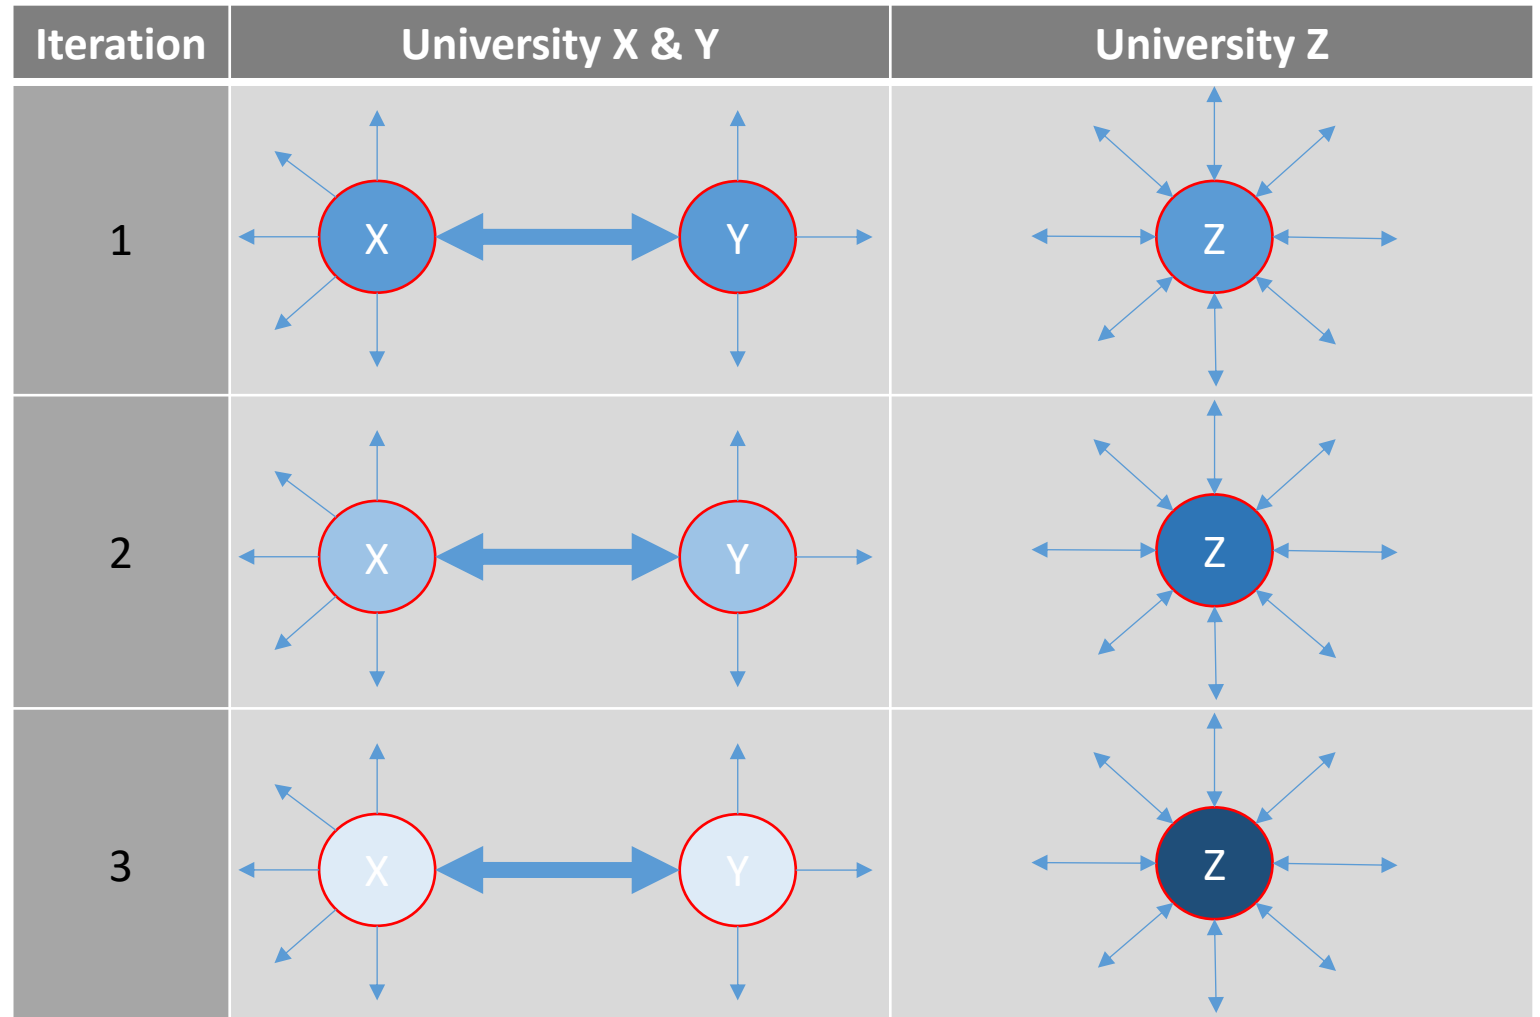 Iteration University X & Y University Z
1 X Y Z
2 X Y Z
3 X Y Z